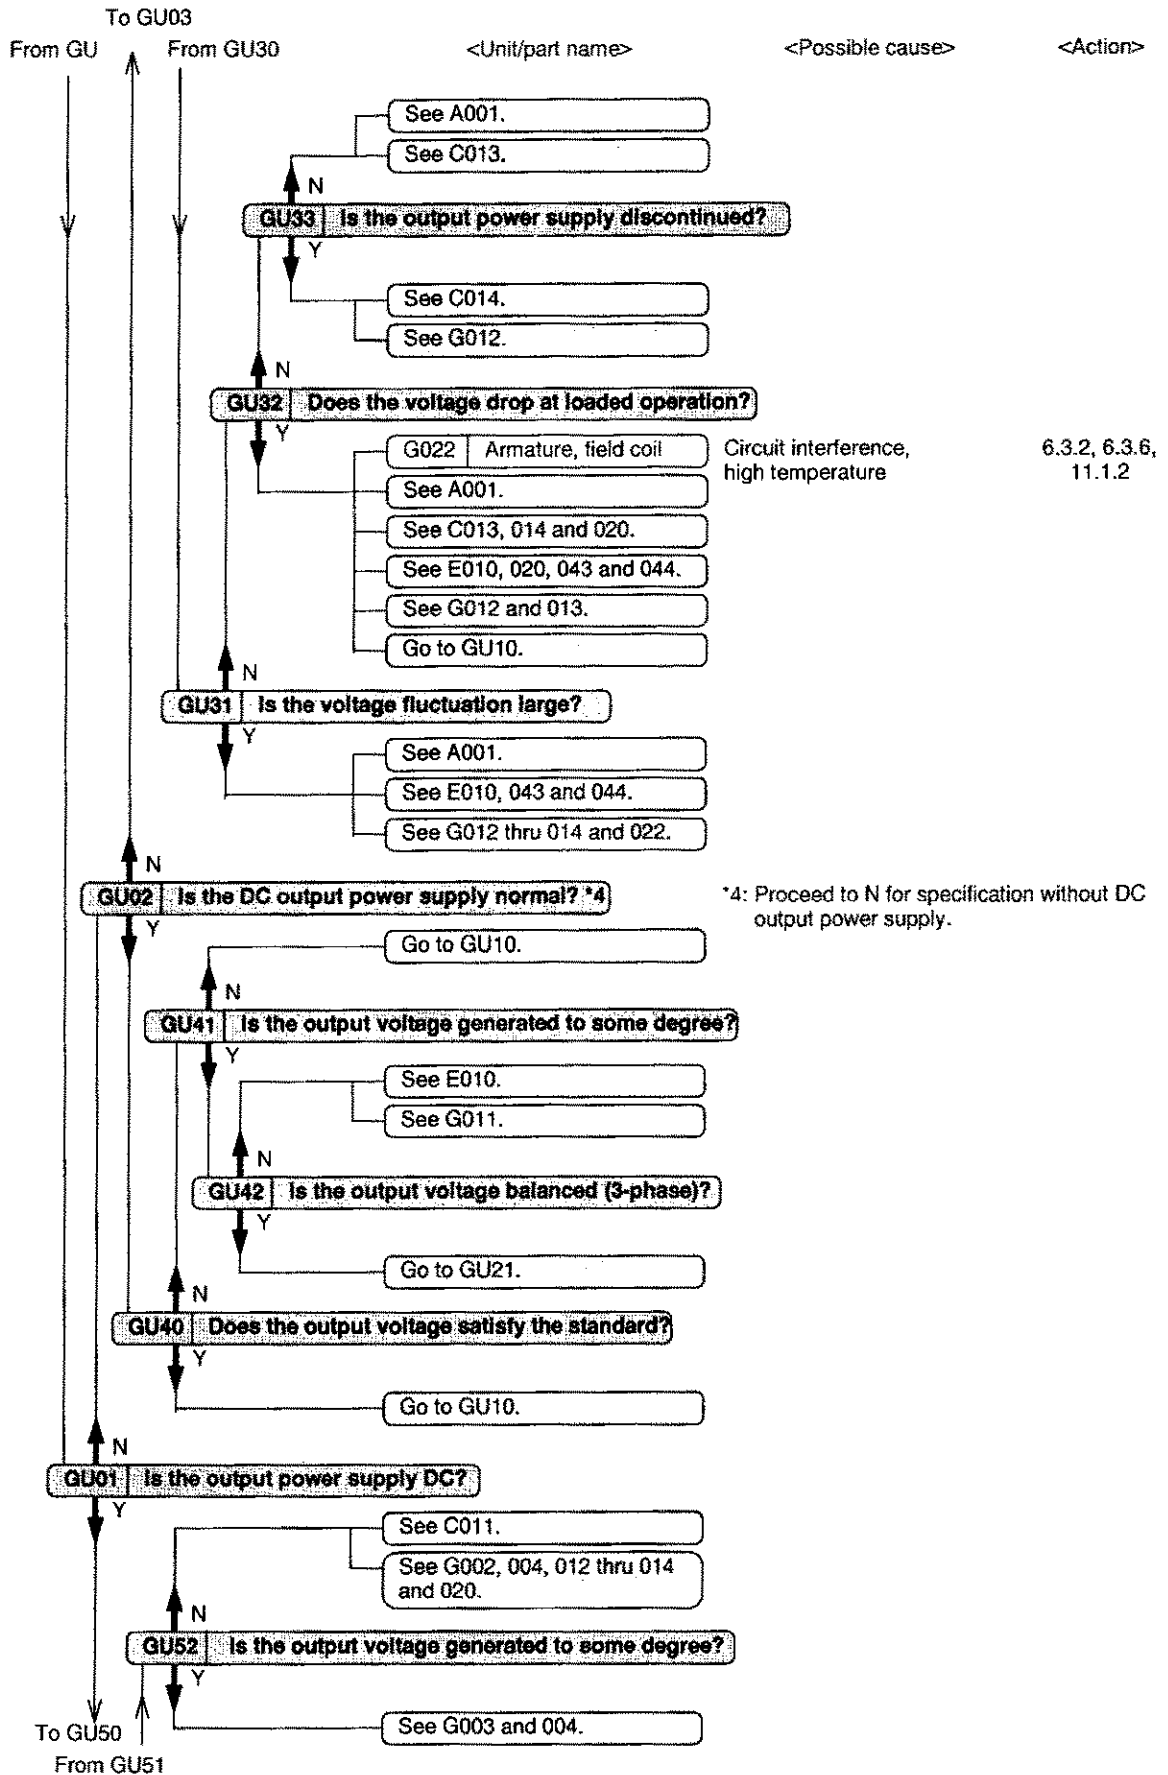 To GU03
From GU From GU30 <Unit/part name> <Possible cause> <Action>
See A001.
See C013.
N
GU33 Is the output power supply discontinued?
Y
See C014.
See G012.
N
GU32 Does the voltage drop at loaded operation?
Y
G022 Armature, field coil Circuit interference, 6.3.2, 6.3.6,
high temperature 11.1.2
See A001.
See C013, 014 and 020.
See E010, 020, 043 and 044.
See G012 and 013.
Go to GU10.
N
GU31 Is the voltage fluctuation large?
Y
See A001.
See E010, 043 and 044.
See G012 thru 014 and 022.
N
GU02 Is the DC output power supply normal? *4 *4: Proceed to N for specification without DC
output power supply.
Y
Go to GU10.
N
GU41 Is the output voltage generated to some degree?
Y
See E010.
See G011.
N
GU42 Is the output voltage balanced (3-phase)?
Y
Go to GU21.
N
GU40 Does the output voltage satisfy the standard?
Y
Go to GU10.
N
GU01 Is the output power supply DC?
Y
See C011.
See G002, 004, 012 thru 014
and 020.
N
GU52 Is the output voltage generated to some degree?
Y
See G003 and 004.
To GU50
From GU51